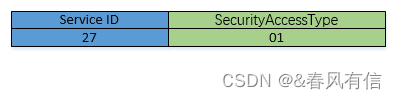 Service ID SecurityAccessType
27 01
CSDN @&春风有信